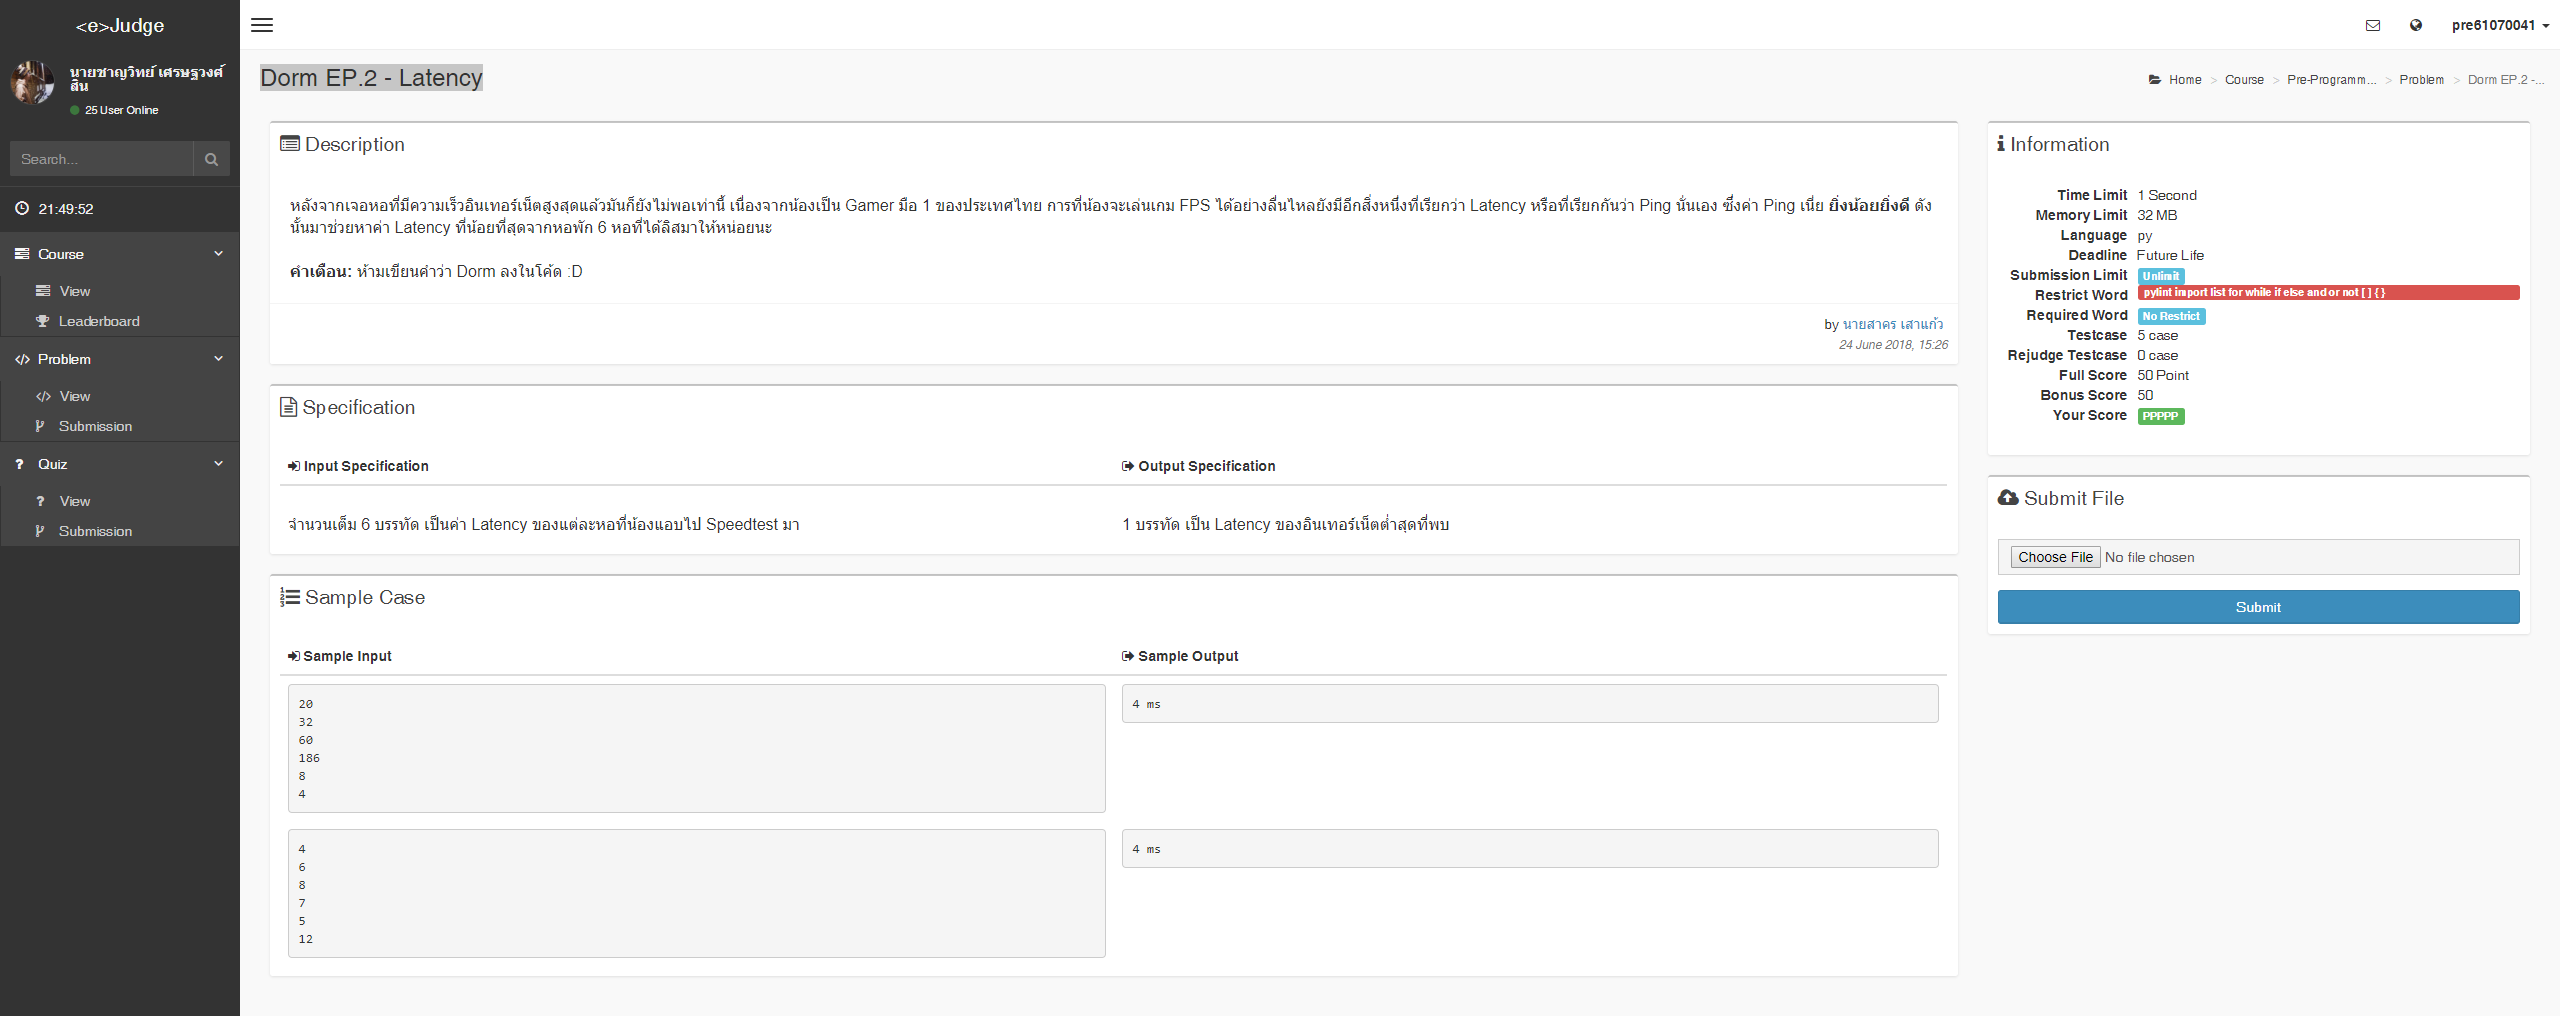 <e>Judge
pre61070041
นายชาญวิทย์ เศรษฐวงศ์
สิน
25 User Online
Search...
21:49:52
Course
View
Leaderboard
Problem
View
Submission
Quiz
View
Submission
Dorm EP.2 - Latency
Home > Course > Pre-Programm... > Problem > Dorm EP.2 -...
Description
หลังจากเจอหอที่มีความเร็วอินเทอร์เน็ตสูงสุดแล้วมันก็ยังไม่พอเท่านี้ เนื่องจากน้องเป็น Gamer มือ 1 ของประเทศไทย การที่น้องจะเล่นเกม FPS ได้อย่างลื่นไหลยังมีอีกสิ่งหนึ่งที่เรียกว่า Latency หรือที่เรียกกันว่า Ping นั่นเอง ซึ่งค่า Ping เนี่ย ยิ่งน้อยยิ่งดี ดัง
นั้นมาช่วยหาค่า Latency ที่น้อยที่สุดจากหอพัก 6 หอที่ได้ลิสมาให้หน่อยนะ
คำเตือน: ห้ามเขียนคำว่า Dorm ลงในโค้ด :D
by นายสาคร เสาแก้ว
24 June 2018, 15:26
Specification
Input Specification
Output Specification
จำนวนเต็ม 6 บรรทัด เป็นค่า Latency ของแต่ละหอที่น้องแอบไป Speedtest มา
1 บรรทัด เป็น Latency ของอินเทอร์เน็ตต่ำสุดที่พบ
Sample Case
Sample Input
Sample Output
20
32
60
186
8
4
4 ms
4
6
8
7
5
12
4 ms
Information
Time Limit 1 Second
Memory Limit 32 MB
Language py
Deadline Future Life
Submission Limit Unlimit
Restrict Word pylint import list for while if else and or not [ ] { }
Required Word No Restrict
Testcase 5 case
Rejudge Testcase 0 case
Full Score 50 Point
Bonus Score 50
Your Score PPPPP
Submit File
Choose File No file chosen
Submit